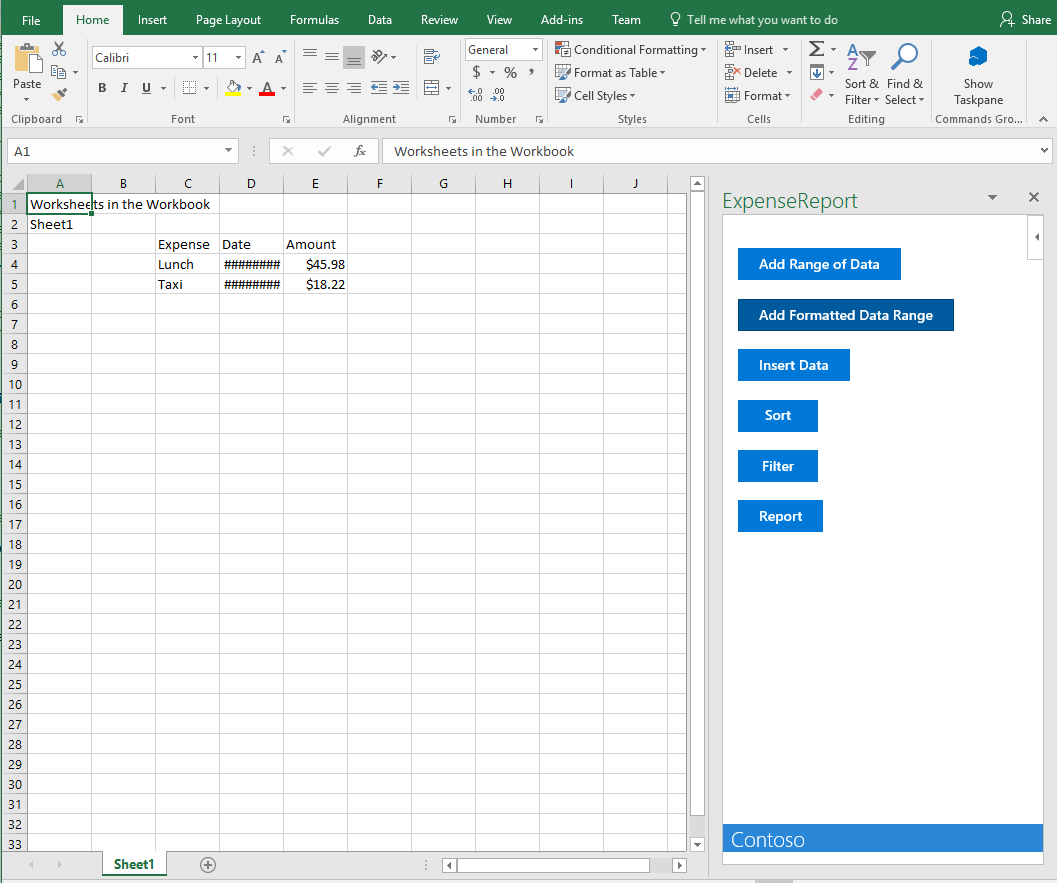 File Home Insert Page Layout Formulas Data Review View Add-ins Team Tell me what you want to do Share
Calibri 11 A A General Conditional Formatting Insert Σ A Z
Paste B I U A $ % , Format as Table Delete Sort & Find & Show
.0 .00 .00 .0 Cell Styles Format Filter Select Taskpane
Clipboard Font Alignment Number Styles Cells Editing Commands Gro...
A1 fx Worksheets in the Workbook
A B C D E F G H I J
1 Worksheets in the Workbook
2 Sheet1
3 Expense Date Amount
4 Lunch ######## $45.98
5 Taxi ######## $18.22
6
7
8
9
10
11
12
13
14
15
16
17
18
19
20
21
22
23
24
25
26
27
28
29
30
31
32
33
Sheet1
ExpenseReport
Add Range of Data
Add Formatted Data Range
Insert Data
Sort
Filter
Report
Contoso